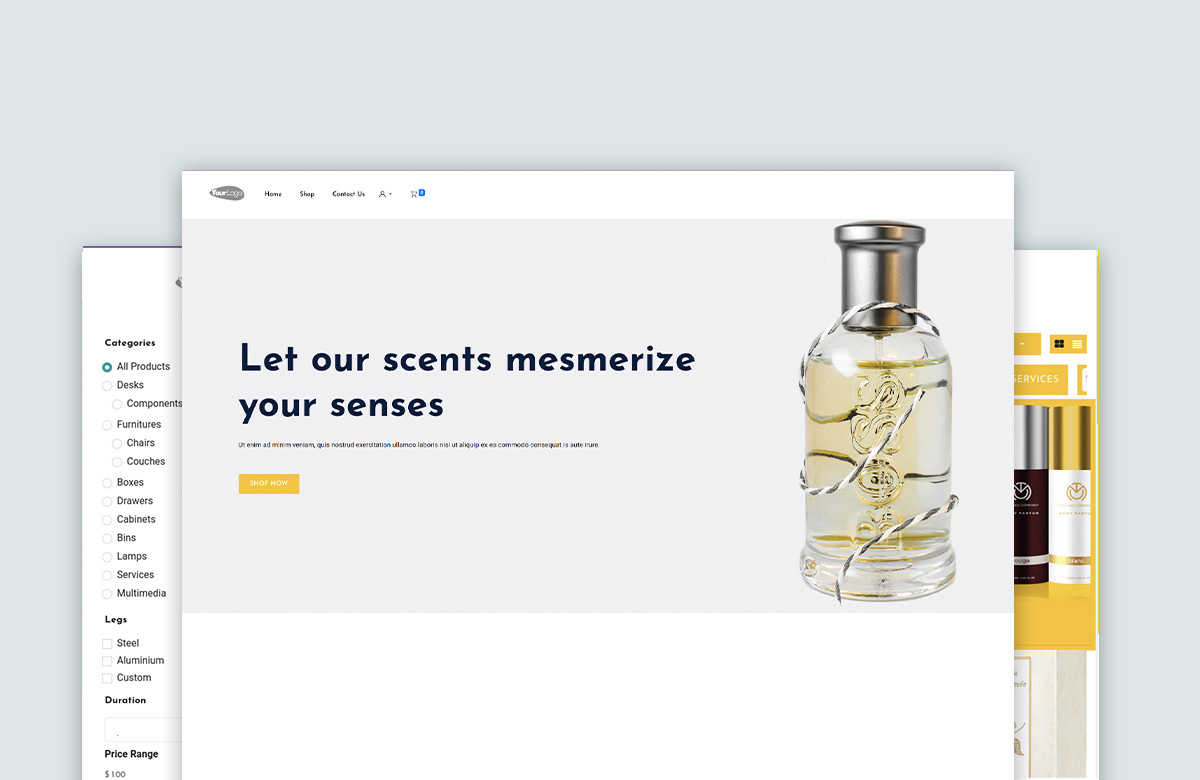 YourLogo
Home
Shop
Contact Us
0
Let our scents mesmerize
your senses
Ut enim ad minim veniam, quis nostrud exercitation ullamco laboris nisi ut aliquip ex ea commodo consequat is aute irure.
SHOP NOW
Categories
All Products
Desks
Components
Furnitures
Chairs
Couches
Boxes
Drawers
Cabinets
Bins
Lamps
Services
Multimedia
Legs
Steel
Aluminium
Custom
Duration
-
Price Range
$ 1.00
SERVICES